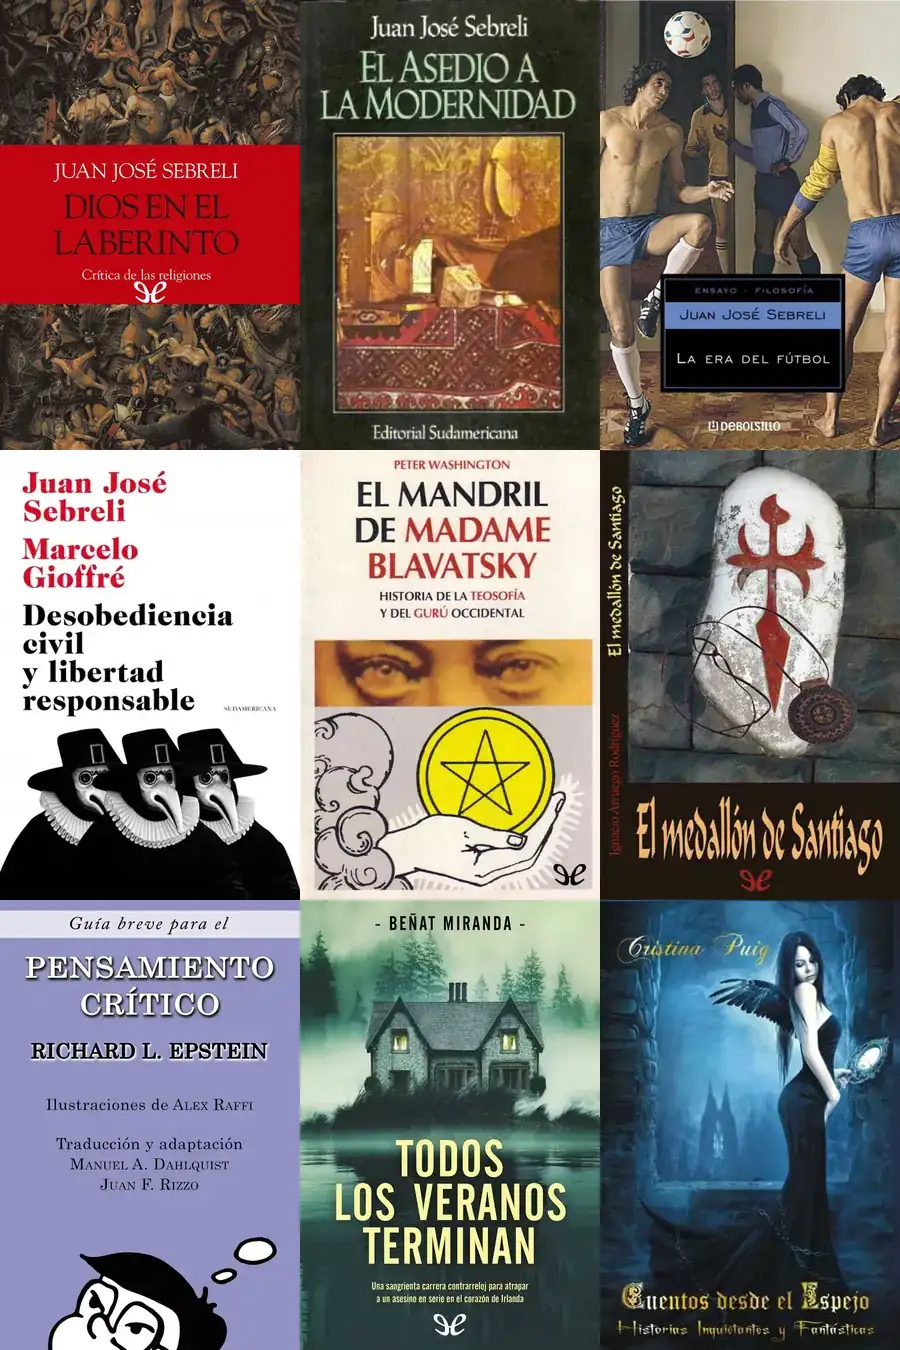 JUAN JOSÉ SEBRELI
DIOS EN EL
LABERINTO
Crítica de las religiones
Juan José Sebreli
EL ASEDIO A
LA MODERNIDAD
Editorial Sudamericana
ENSAYO · FILOSOFÍA
JUAN JOSÉ SEBRELI
LA ERA DEL FÚTBOL
DEBOLSILLO
Juan José
Sebreli
Marcelo
Gioffré
Desobediencia
civil
y libertad
responsable
SUDAMERICANA
PETER WASHINGTON
EL MANDRIL
DE MADAME
BLAVATSKY
HISTORIA DE LA TEOSOFÍA
Y DEL GURÚ OCCIDENTAL
El medallón de Santiago
Ignacio Arruego Rodríguez
El medallón de Santiago
Guía breve para el
PENSAMIENTO
CRÍTICO
RICHARD L. EPSTEIN
Ilustraciones de ALEX RAFFI
Traducción y adaptación
MANUEL A. DAHLQUIST
JUAN F. RIZZO
- BEÑAT MIRANDA -
TODOS
LOS VERANOS
TERMINAN
Una sangrienta carrera contrarreloj para atrapar
a un asesino en serie en el corazón de Irlanda
Cristina Puig
Cuentos desde el Espejo
Historias Inquietantes y Fantásticas